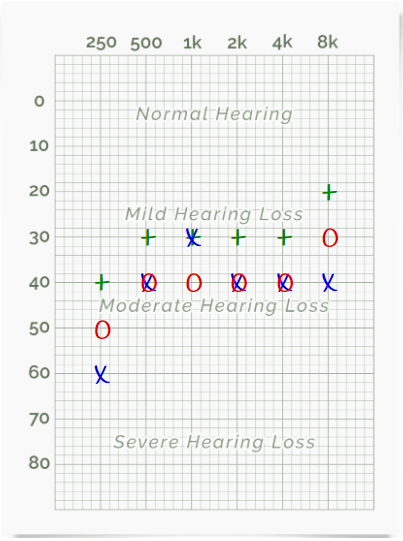 250 500 1k 2k 4k 8k
0
Normal Hearing
10
20
Mild Hearing Loss
30
40
Moderate Hearing Loss
50
60
70
Severe Hearing Loss
80